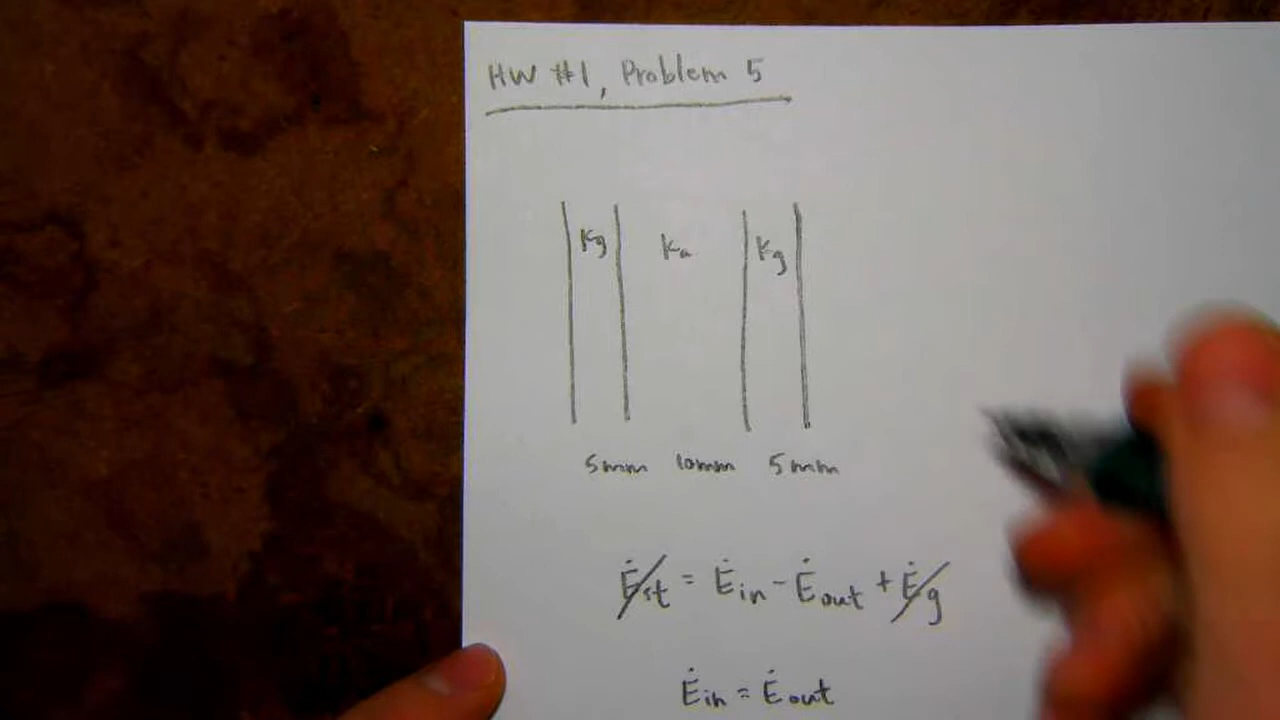 HW #1, Problem 5
Kg Ka Kg
5mm 10mm 5mm
Ėst = Ėin - Ėout + Ėg
Ėin = Ėout